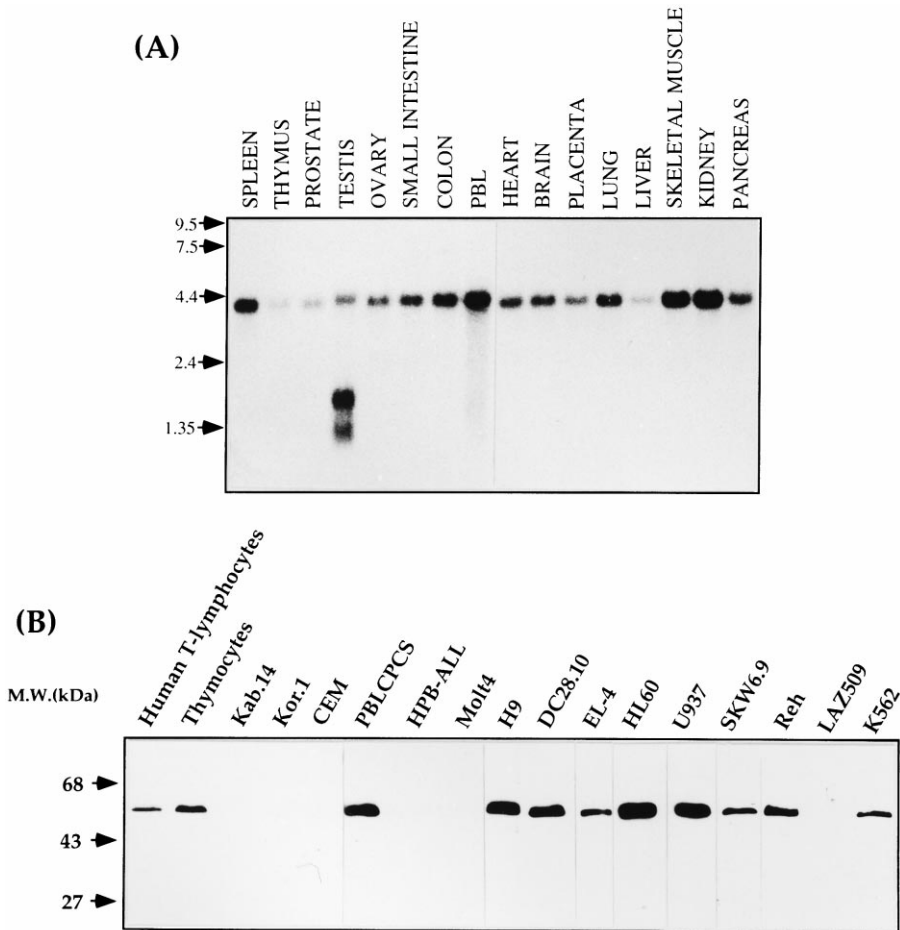 (A)
SPLEEN
THYMUS
PROSTATE
TESTIS
OVARY
SMALL INTESTINE
COLON
PBL
HEART
BRAIN
PLACENTA
LUNG
LIVER
SKELETAL MUSCLE
KIDNEY
PANCREAS
9.5
7.5
4.4
2.4
1.35
(B)
M.W.(kDa)
Human T-lymphocytes
Thymocytes
Kab.14
Kor.1
CEM
PBLCPCS
HPB-ALL
Molt4
H9
DC28.10
EL-4
HL60
U937
SKW6.9
Reh
LAZ509
K562
68
43
27